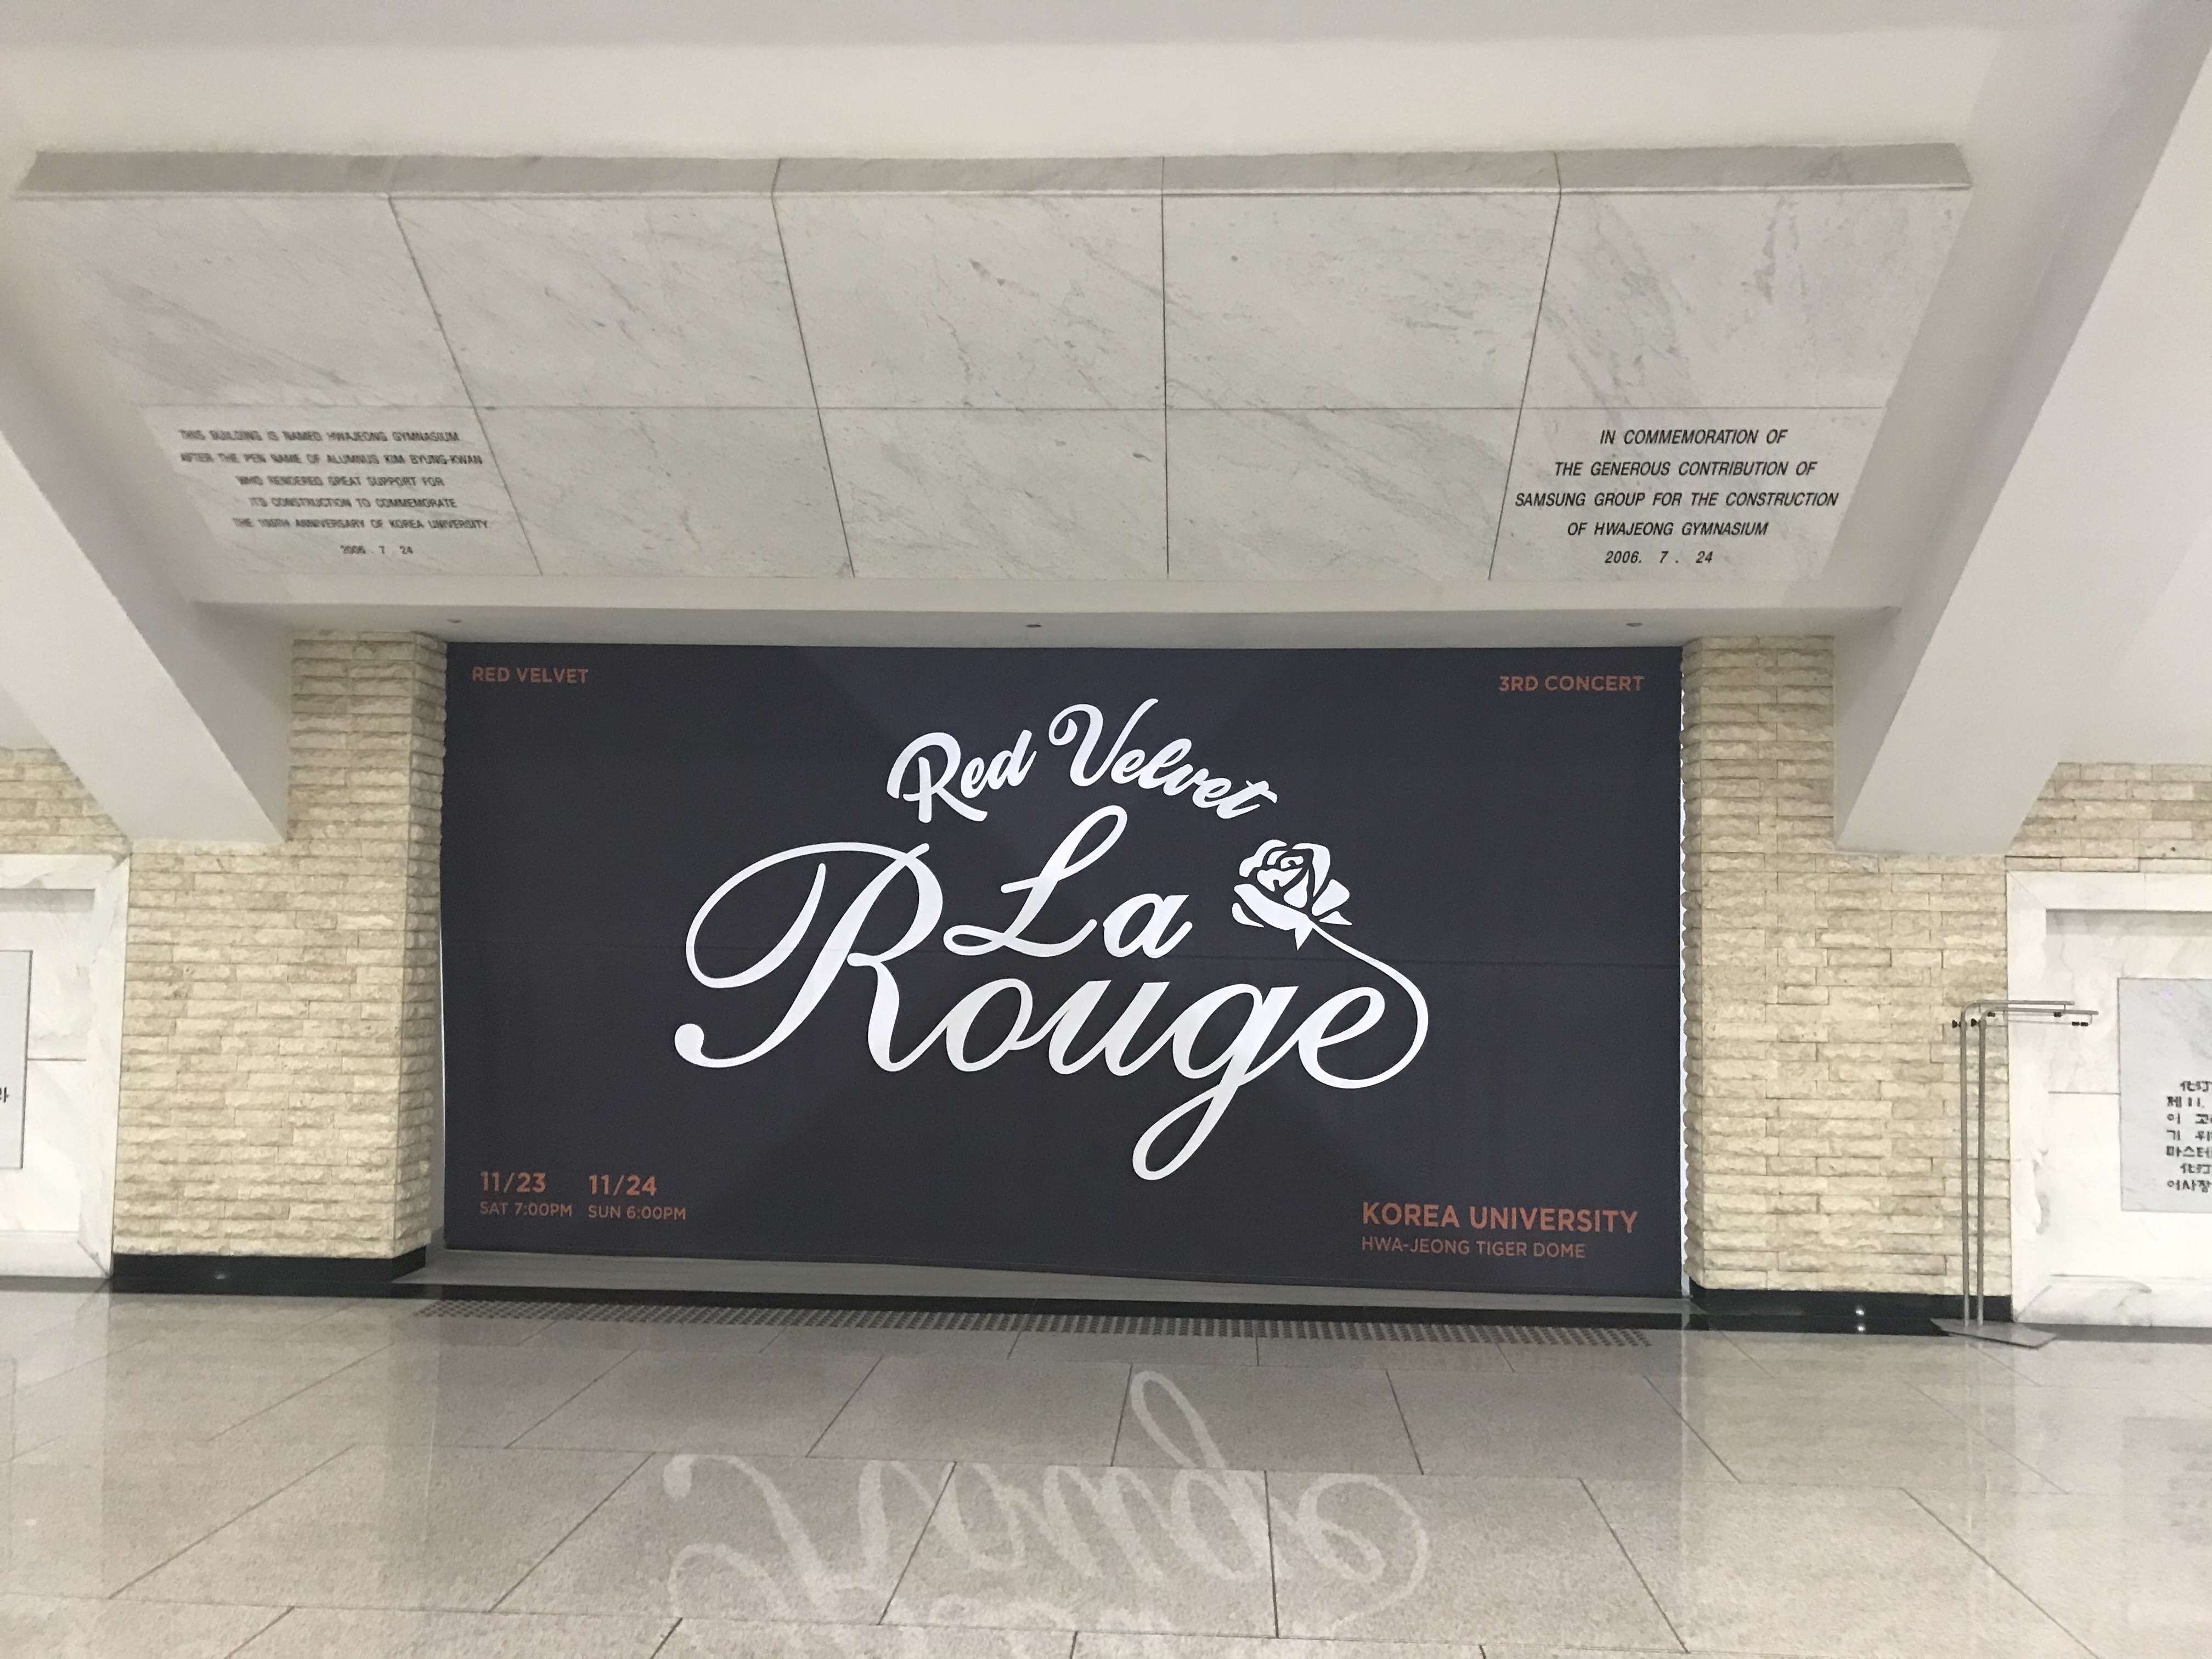 THIS BUILDING IS NAMED HWAJEONG GYMNASIUM
AFTER THE PEN NAME OF ALUMNUS KIM BYUNG-KWAN
WHO RENDERED GREAT SUPPORT FOR
ITS CONSTRUCTION TO COMMEMORATE
THE 100TH ANNIVERSARY OF KOREA UNIVERSITY
2006 . 7 . 24
IN COMMEMORATION OF
THE GENEROUS CONTRIBUTION OF
SAMSUNG GROUP FOR THE CONSTRUCTION
OF HWAJEONG GYMNASIUM
2006. 7 . 24
RED VELVET
3RD CONCERT
Red Velvet
La
Rouge
11/23 11/24
SAT 7:00PM SUN 6:00PM
KOREA UNIVERSITY
HWA-JEONG TIGER DOME